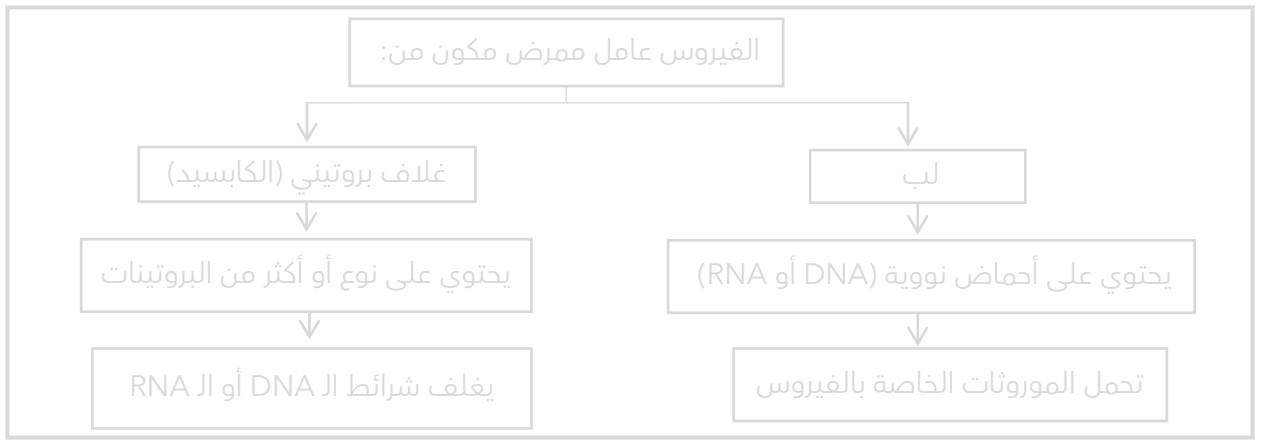 الفيروس عامل ممرض مكون من:
لب
غلاف بروتيني (الكابسيد)
يحتوي على أحماض نووية (DNA أو RNA)
يحتوي على نوع أو أكثر من البروتينات
تحمل الموروثات الخاصة بالفيروس
يغلف شرائط الـ DNA أو الـ RNA